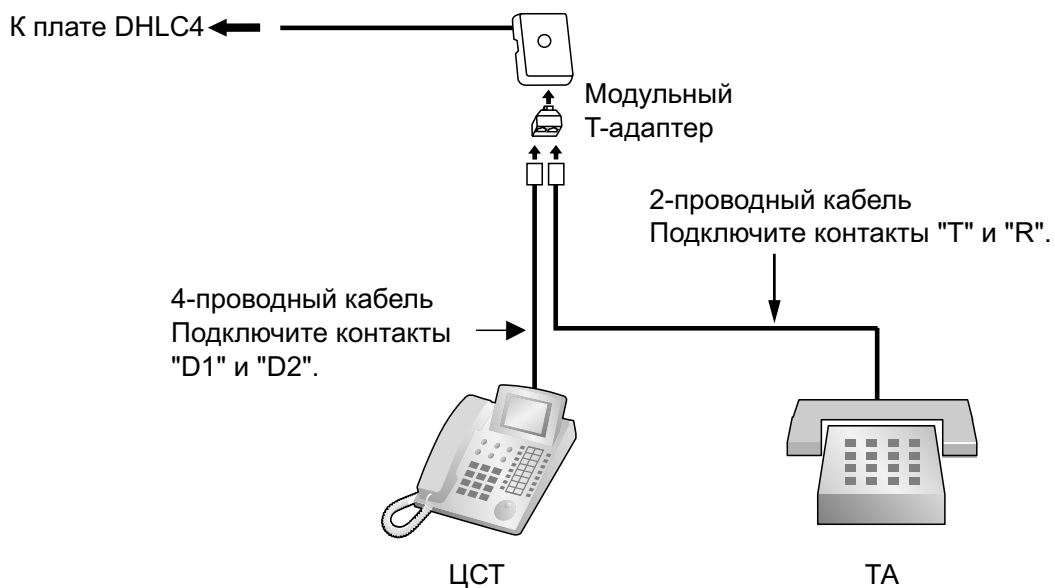 К плате DHLC4
Модульный
Т-адаптер
2-проводный кабель
Подключите контакты "T" и "R".
4-проводный кабель
Подключите контакты
"D1" и "D2".
ЦСТ
ТА